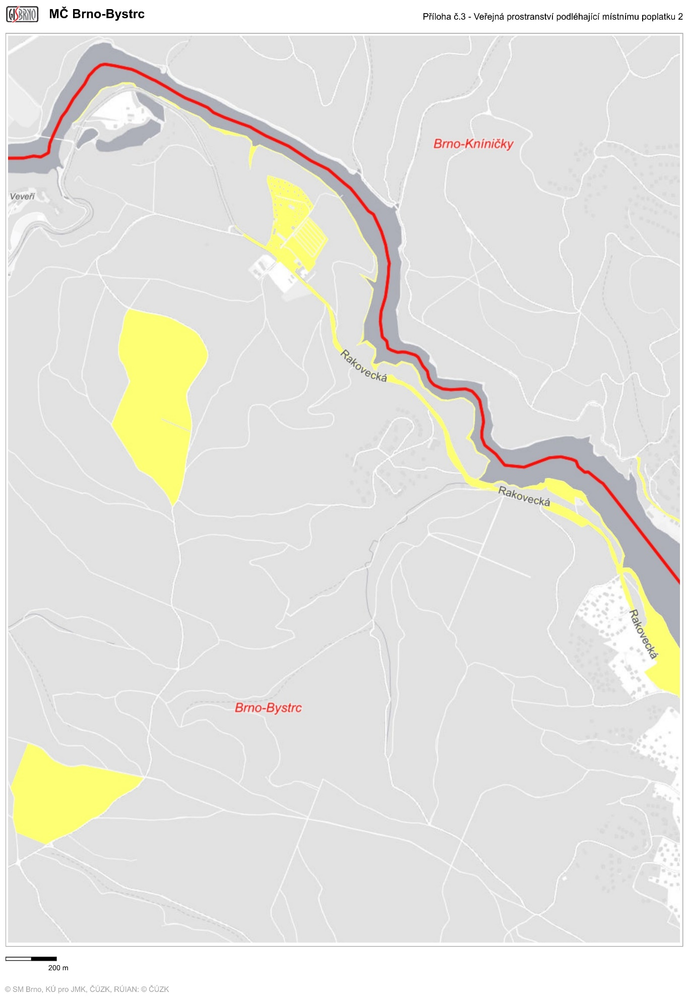 GISBRNO
MČ Brno-Bystrc
Příloha č.3 - Veřejná prostranství podléhající místnímu poplatku 2
Brno-Kníničky
Veveří
Rakovecká
Rakovecká
Rakovecká
Brno-Bystrc
200 m
© SM Brno, KÚ pro JMK, ČÚZK, RÚIAN: © ČÚZK